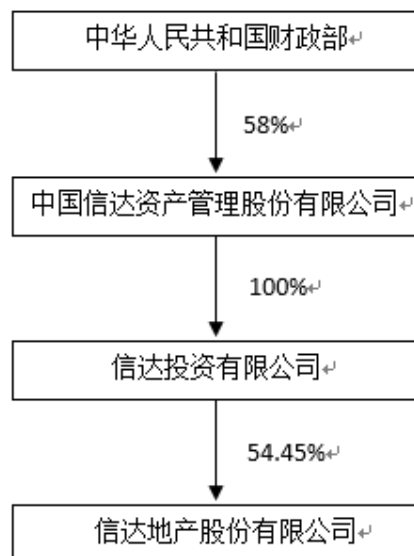 中华人民共和国财政部
58%
中国信达资产管理股份有限公司
100%
信达投资有限公司
54.45%
信达地产股份有限公司